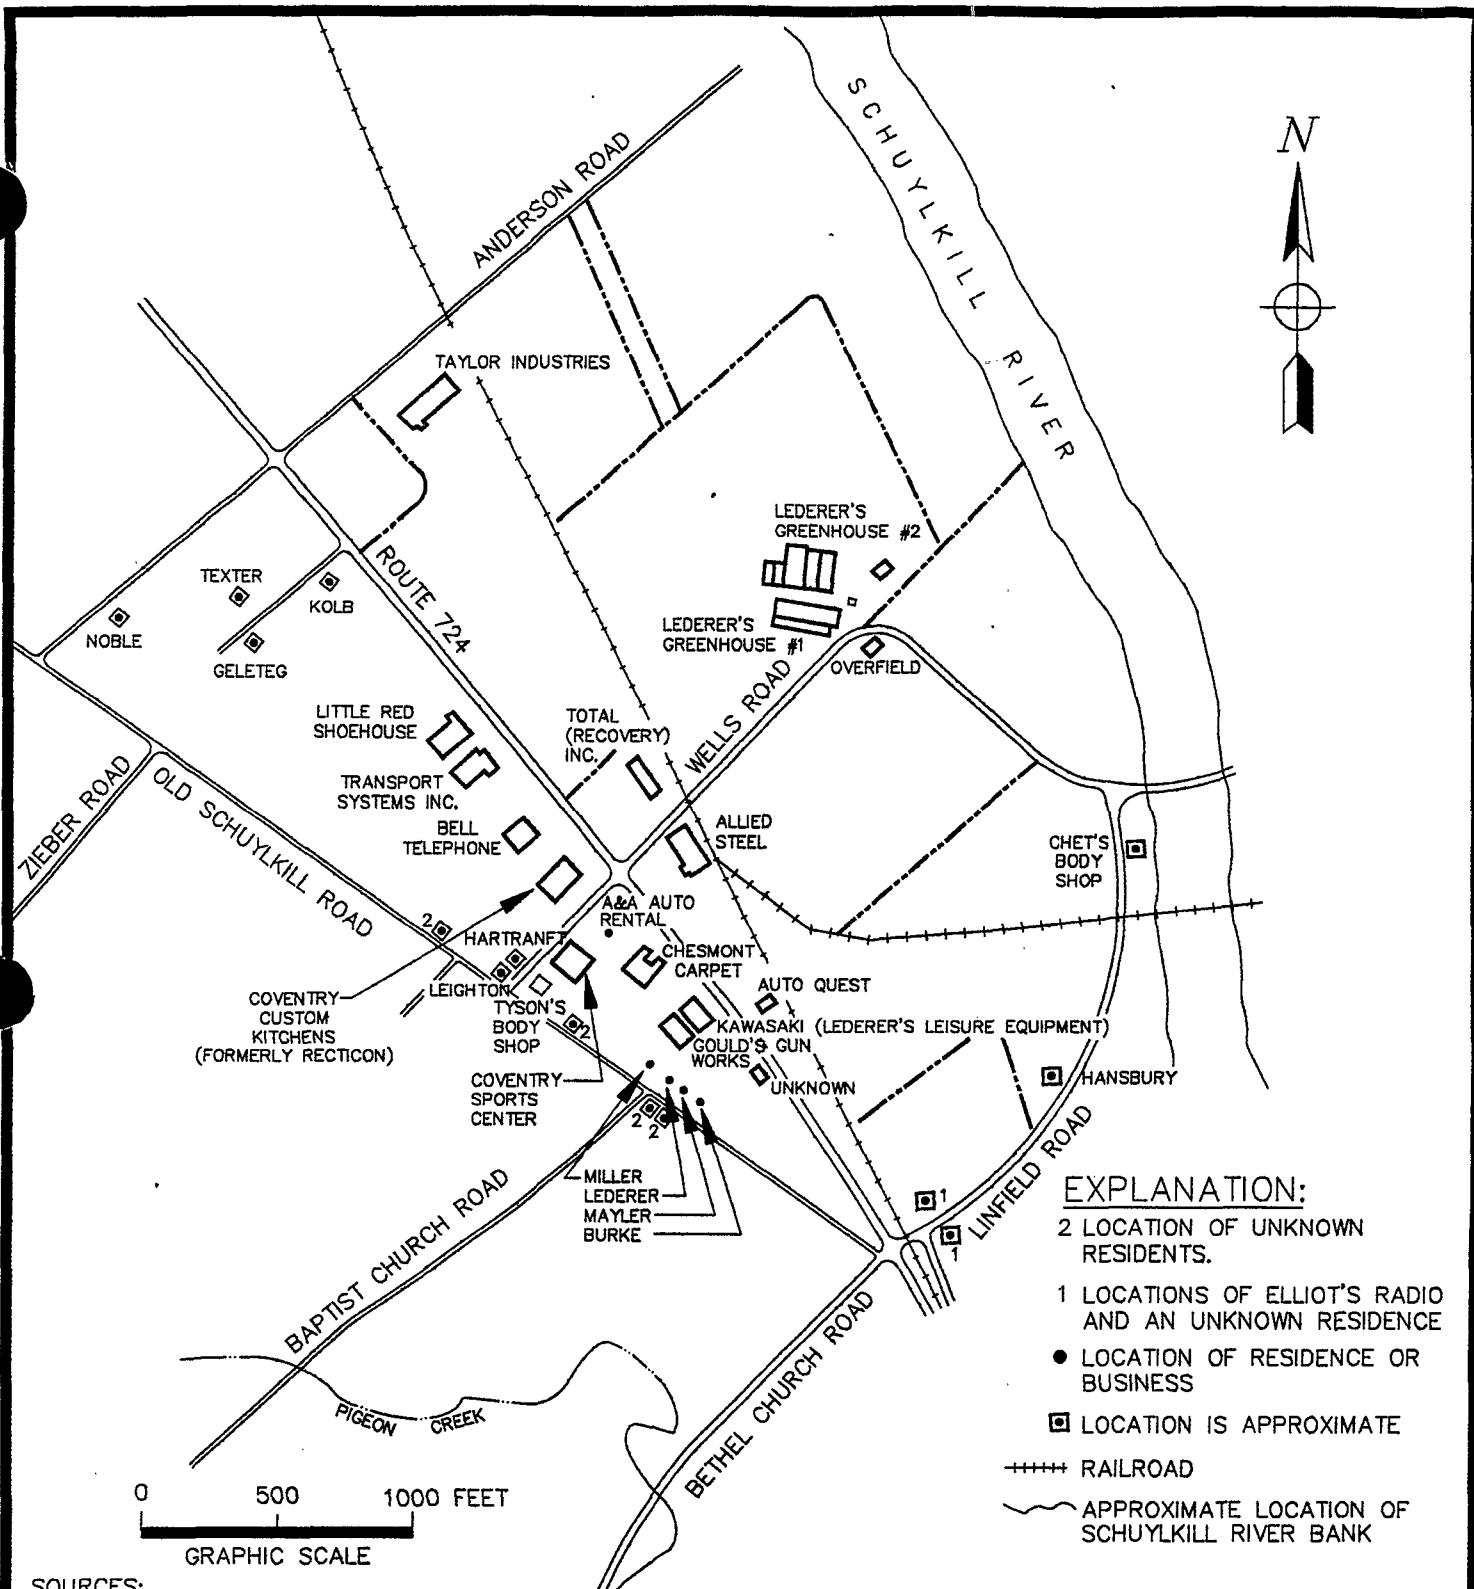 SCHUYLKILL RIVER
N
ANDERSON ROAD
TAYLOR INDUSTRIES
LEDERER'S
GREENHOUSE #2
ROUTE 724
TEXTER
KOLB
NOBLE
GELETEG
LEDERER'S
GREENHOUSE #1
OVERFIELD
WELLS ROAD
LITTLE RED
SHOEHOUSE
TOTAL
(RECOVERY)
INC.
TRANSPORT
SYSTEMS INC.
BELL
TELEPHONE
ZIEBER ROAD
OLD SCHUYLKILL ROAD
ALLIED
STEEL
CHET'S
BODY
SHOP
A&A AUTO
RENTAL
2
HARTRANFT
CHESMONT
CARPET
LEIGHTON
AUTO QUEST
COVENTRY
CUSTOM
KITCHENS
(FORMERLY RECTICON)
TYSON'S
BODY
SHOP
2
KAWASAKI (LEDERER'S LEISURE EQUIPMENT)
GOULD'S GUN
WORKS
UNKNOWN
HANSBURY
COVENTRY
SPORTS
CENTER
2
2
MILLER
LEDERER
MAYLER
BURKE
BAPTIST CHURCH ROAD
LINFIELD ROAD
1
1
BETHEL CHURCH ROAD
PIGEON CREEK
EXPLANATION:
2 LOCATION OF UNKNOWN
RESIDENTS.
1 LOCATIONS OF ELLIOT'S RADIO
AND AN UNKNOWN RESIDENCE
LOCATION OF RESIDENCE OR
BUSINESS
LOCATION IS APPROXIMATE
RAILROAD
APPROXIMATE LOCATION OF
SCHUYLKILL RIVER BANK
0 500 1000 FEET
GRAPHIC SCALE
SOURCES: